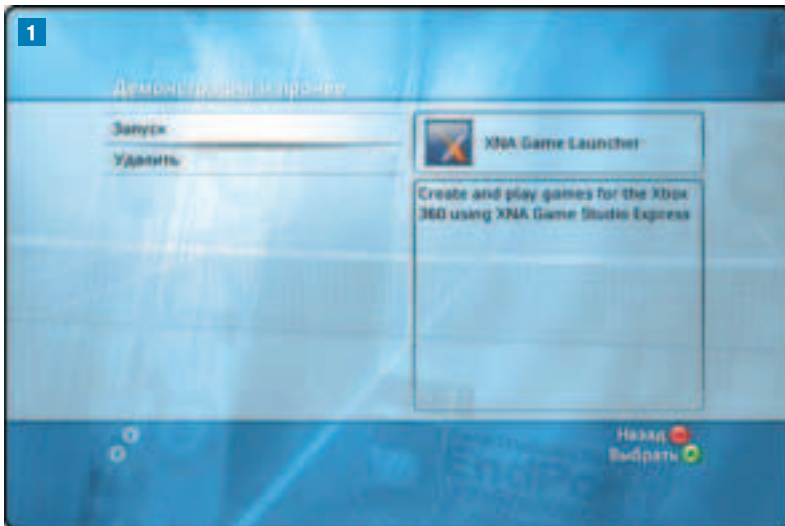 1
Демонстрации и прочее
Запуск
Удалить
XNA Game Launcher
Create and play games for the Xbox
360 using XNA Game Studio Express
EndPo
Назад
Выбрать